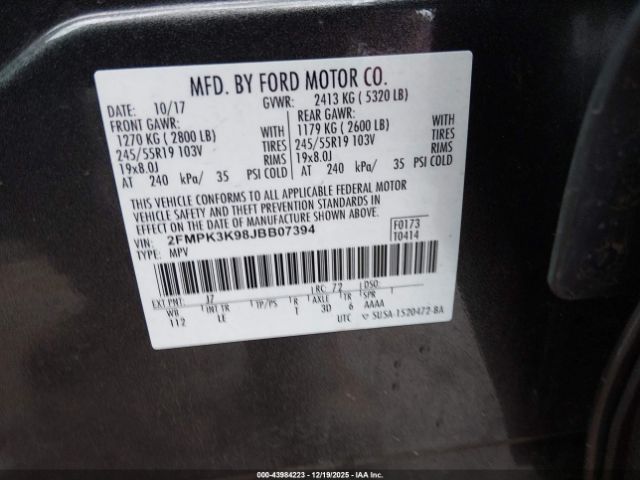 MFD. BY FORD MOTOR CO.
DATE: 10/17 GVWR: 2413 KG ( 5320 LB)
FRONT GAWR: REAR GAWR:
1270 KG ( 2800 LB) WITH 1179 KG ( 2600 LB) WITH
245/55R19 103V TIRES 245/55R19 103V TIRES
19x8.0J RIMS 19x8.0J RIMS
AT 240 kPa/ 35 PSI COLD AT 240 kPa/ 35 PSI COLD
THIS VEHICLE CONFORMS TO ALL APPLICABLE FEDERAL MOTOR
VEHICLE SAFETY AND THEFT PREVENTION STANDARDS IN
EFFECT ON THE DATE OF MANUFACTURE SHOWN ABOVE.
VIN: 2FMPK3K98JBB07394 F0173
TYPE: MPV T0414
EXT PNT: J7 RC: 72 DSO:
WB INT TR TP/PS R AXLE TR SPR
112 LE 1 3D 6 AAAA
UTC SUSA-1520472-BA
000-43984223 | 12/19/2025 | IAAI.com